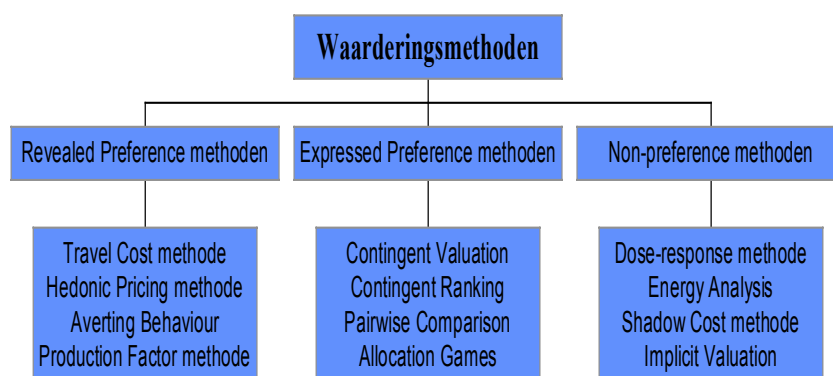 Waarderingsmethoden
Revealed Preference methoden
Expressed Preference methoden
Non-preference methoden
Travel Cost methode
Hedonic Pricing methode
Averting Behaviour
Production Factor methode
Contingent Valuation
Contingent Ranking
Pairwise Comparison
Allocation Games
Dose-response methode
Energy Analysis
Shadow Cost methode
Implicit Valuation